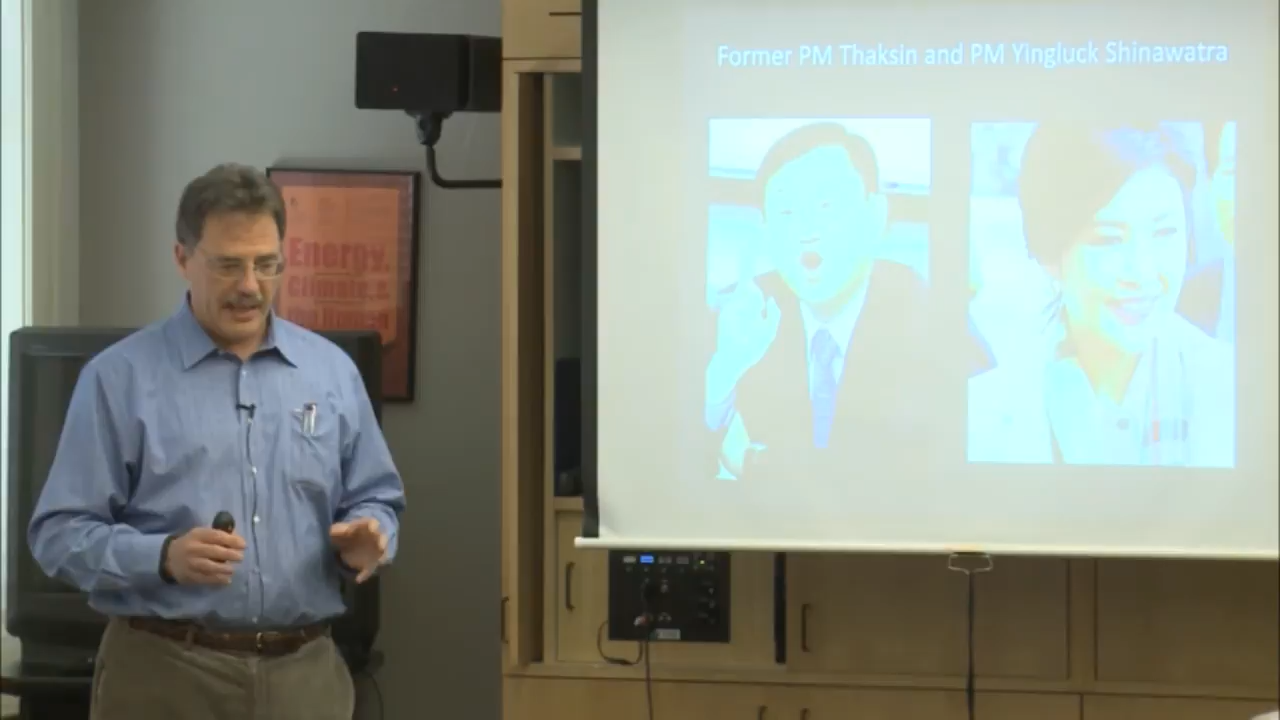 Former PM Thaksin and PM Yingluck Shinawatra
Energy,
Climate,&